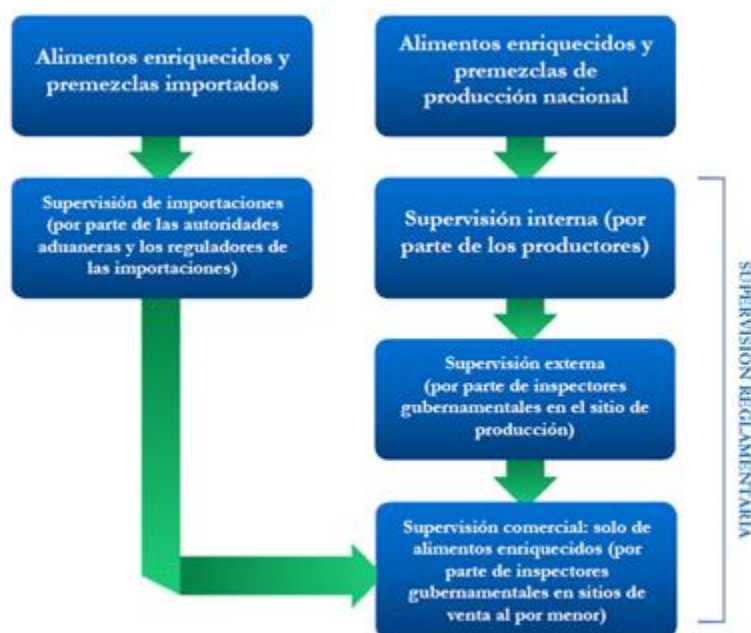 Alimentos enriquecidos y
premezclas importados
Alimentos enriquecidos y
premezclas de
producción nacional
Supervisión de importaciones
(por parte de las autoridades
aduaneras y los reguladores de
las importaciones)
Supervisión interna (por
parte de los productores)
Supervisión externa
(por parte de inspectores
gubernamentales en el sitio de
producción)
Supervisión comercial: solo de
alimentos enriquecidos (por
parte de inspectores
gubernamentales en sitios de
venta al por menor)
SUPERVISIÓN REGLAMENTARIA